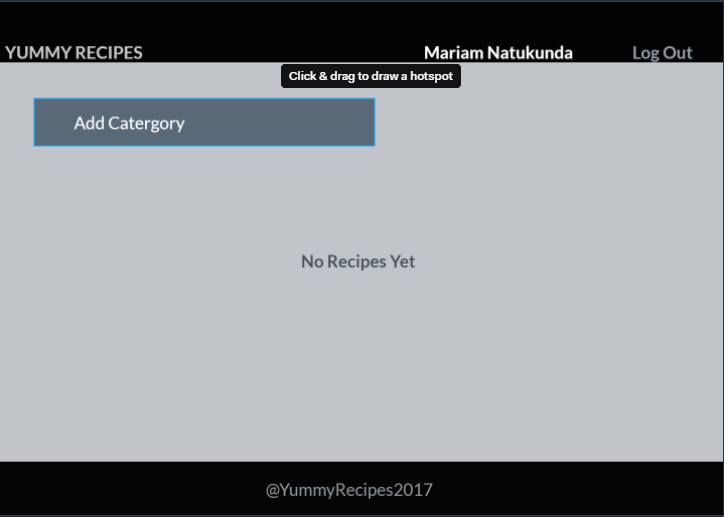 YUMMY RECIPES Mariam Natukunda Log Out
Click & drag to draw a hotspot
Add Catergory
No Recipes Yet
@YummyRecipes2017